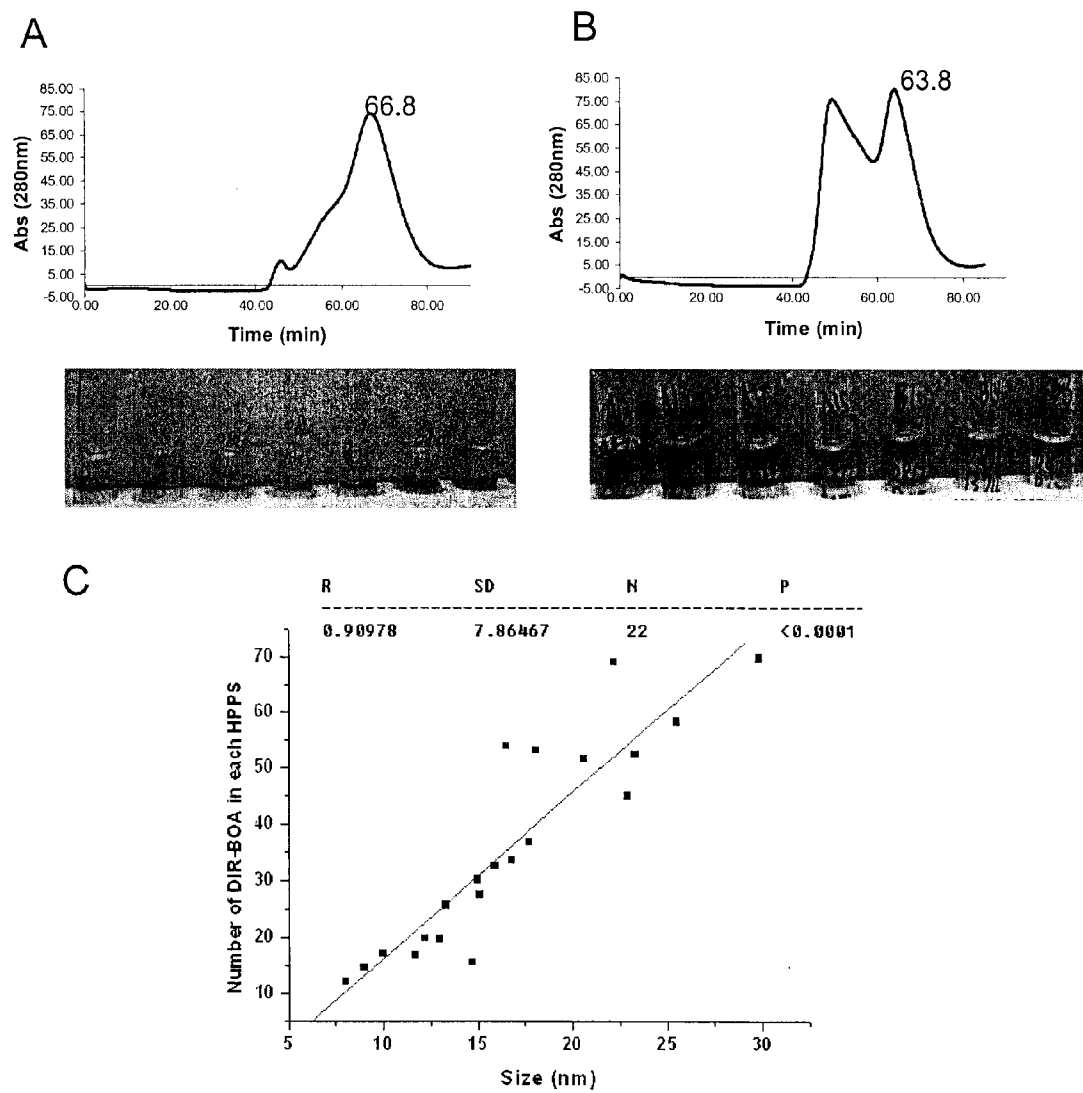 A
66.8
85.00
75.00
65.00
55.00
45.00
35.00
25.00
15.00
5.00
-5.00
Abs (280nm)
0.00 20.00 40.00 60.00 80.00
Time (min)
B
63.8
85.00
75.00
65.00
55.00
45.00
35.00
25.00
15.00
5.00
-5.00
Abs (280nm)
0.00 20.00 40.00 60.00 80.00
Time (min)
C
R SD N P
0.90978 7.86467 22 <0.0001
70
60
50
40
30
20
10
Number of DIR-BOA in each HPPS
5 10 15 20 25 30
Size (nm)